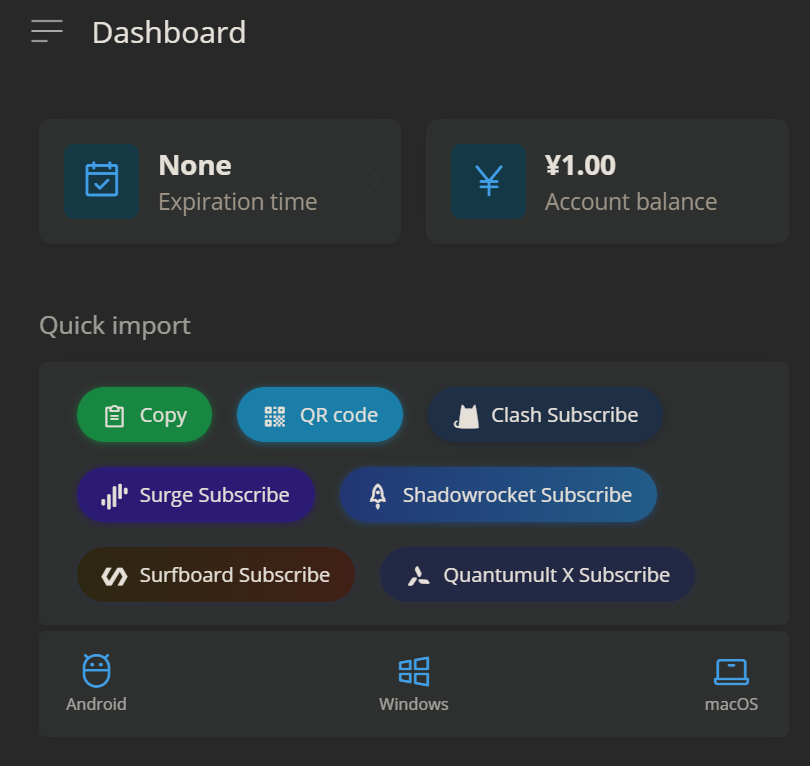 Dashboard
None
Expiration time
¥1.00
Account balance
Quick import
Copy
QR code
Clash Subscribe
Surge Subscribe
Shadowrocket Subscribe
Surfboard Subscribe
Quantumult X Subscribe
Android
Windows
macOS